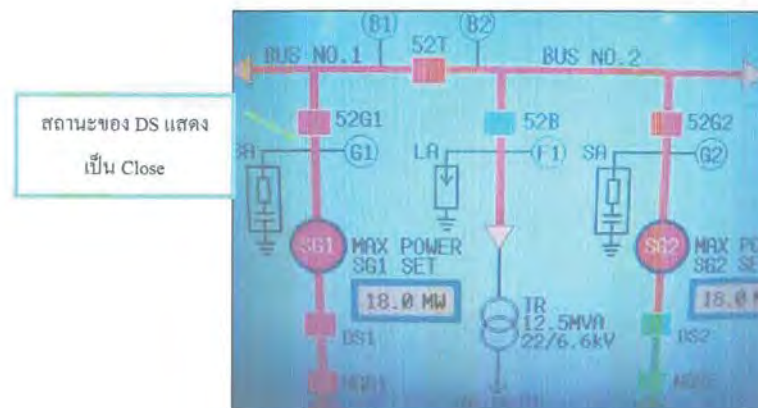 B1
B2
52T
BUS NO.1
BUS NO.2
สถานะของ DS แสดง
เป็น Close
52G1
52B
52G2
G1
LA
F1
SA
G2
SG1
MAX POWER
SG1 SET
18.0 MW
SG2
DS1
TR
12.5MVA
22/6.6kV
DS2